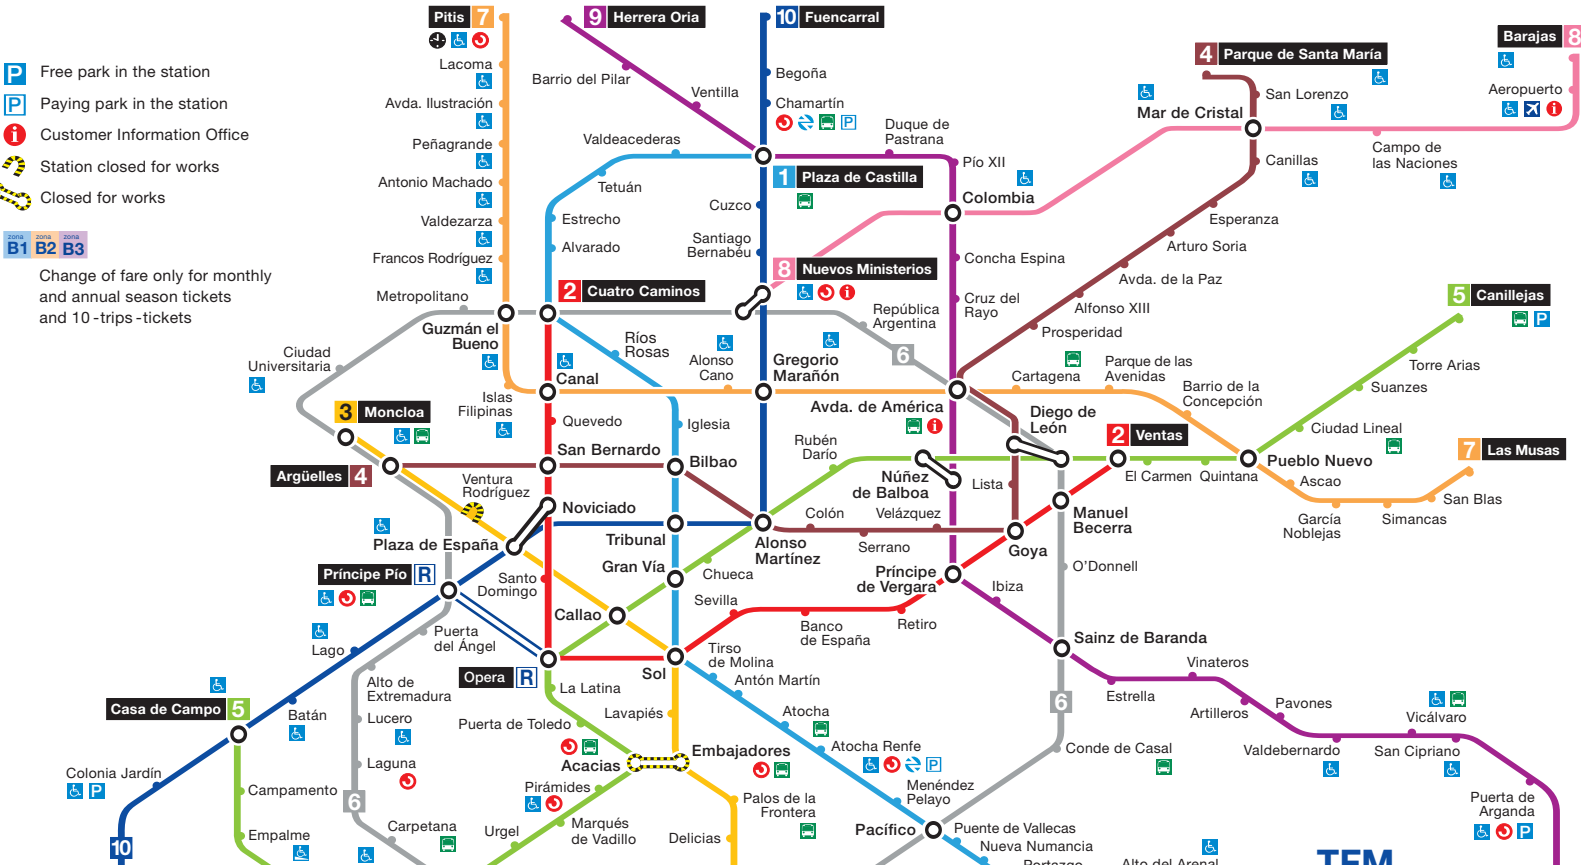 Pitis 7
9 Herrera Oria
10 Fuencarral
4 Parque de Santa María
Barajas 8
P Free park in the station
P Paying park in the station
i Customer Information Office
Station closed for works
Closed for works
zona zona zona
B1 B2 B3
Change of fare only for monthly
and annual season tickets
and 10-trips-tickets
Lacoma
Avda. Ilustración
Peñagrande
Antonio Machado
Valdezarza
Francos Rodríguez
Metropolitano
Guzmán el
Bueno
Ciudad
Universitaria
Islas
Filipinas
Barrio del Pilar
Ventilla
Valdeacederas
Tetuán
Estrecho
Alvarado
2 Cuatro Caminos
Ríos
Rosas
Canal
Quevedo
San Bernardo
Iglesia
Bilbao
Begoña
Chamartín
P
1 Plaza de Castilla
Cuzco
Santiago
Bernabéu
8 Nuevos Ministerios
i
Alonso
Cano
Gregorio
Marañón
Duque de
Pastrana
Pío XII
Colombia
Concha Espina
Cruz del
Rayo
República
Argentina
6
Avda. de América
i
Mar de Cristal
San Lorenzo
Canillas
Esperanza
Arturo Soria
Avda. de la Paz
Alfonso XIII
Prosperidad
Campo de
las Naciones
Aeropuerto
i
5 Canillejas
P
Torre Arias
Suanzes
Ciudad Lineal
Cartagena
Parque de las
Avenidas
Barrio de la
Concepción
Diego de
León
2 Ventas
El Carmen
Quintana
Pueblo Nuevo
7 Las Musas
Ascao
García
Noblejas
Simancas
San Blas
3 Moncloa
Argüelles 4
Ventura
Rodríguez
Noviciado
Plaza de España
Tribunal
Alonso
Martínez
Rubén
Darío
Núñez
de Balboa
Lista
Colón
Serrano
Velázquez
Goya
Manuel
Becerra
O'Donnell
Príncipe Pío R
Santo
Domingo
Gran Vía
Chueca
Callao
Sevilla
Banco
de España
Retiro
Príncipe
de Vergara
Ibiza
Sainz de Baranda
Puerta
del Ángel
Lago
Opera R
Sol
Tirso
de Molina
Antón Martín
La Latina
Lavapiés
Puerta de Toledo
Atocha
Atocha Renfe
P
Menéndez
Pelayo
Acacias
Embajadores
Pirámides
Marqués
de Vadillo
Urgel
Palos de la
Frontera
Delicias
Alto de
Extremadura
Lucero
Laguna
6
Carpetana
Casa de Campo 5
Batán
Colonia Jardín
P
10
Campamento
Empalme
6
Conde de Casal
Pacífico
Puente de Vallecas
Nueva Numancia
Portazgo
Alto del Arenal
Estrella
Vinateros
Artilleros
Pavones
Valdebernardo
Vicálvaro
San Cipriano
Puerta de
Arganda
P
TFM